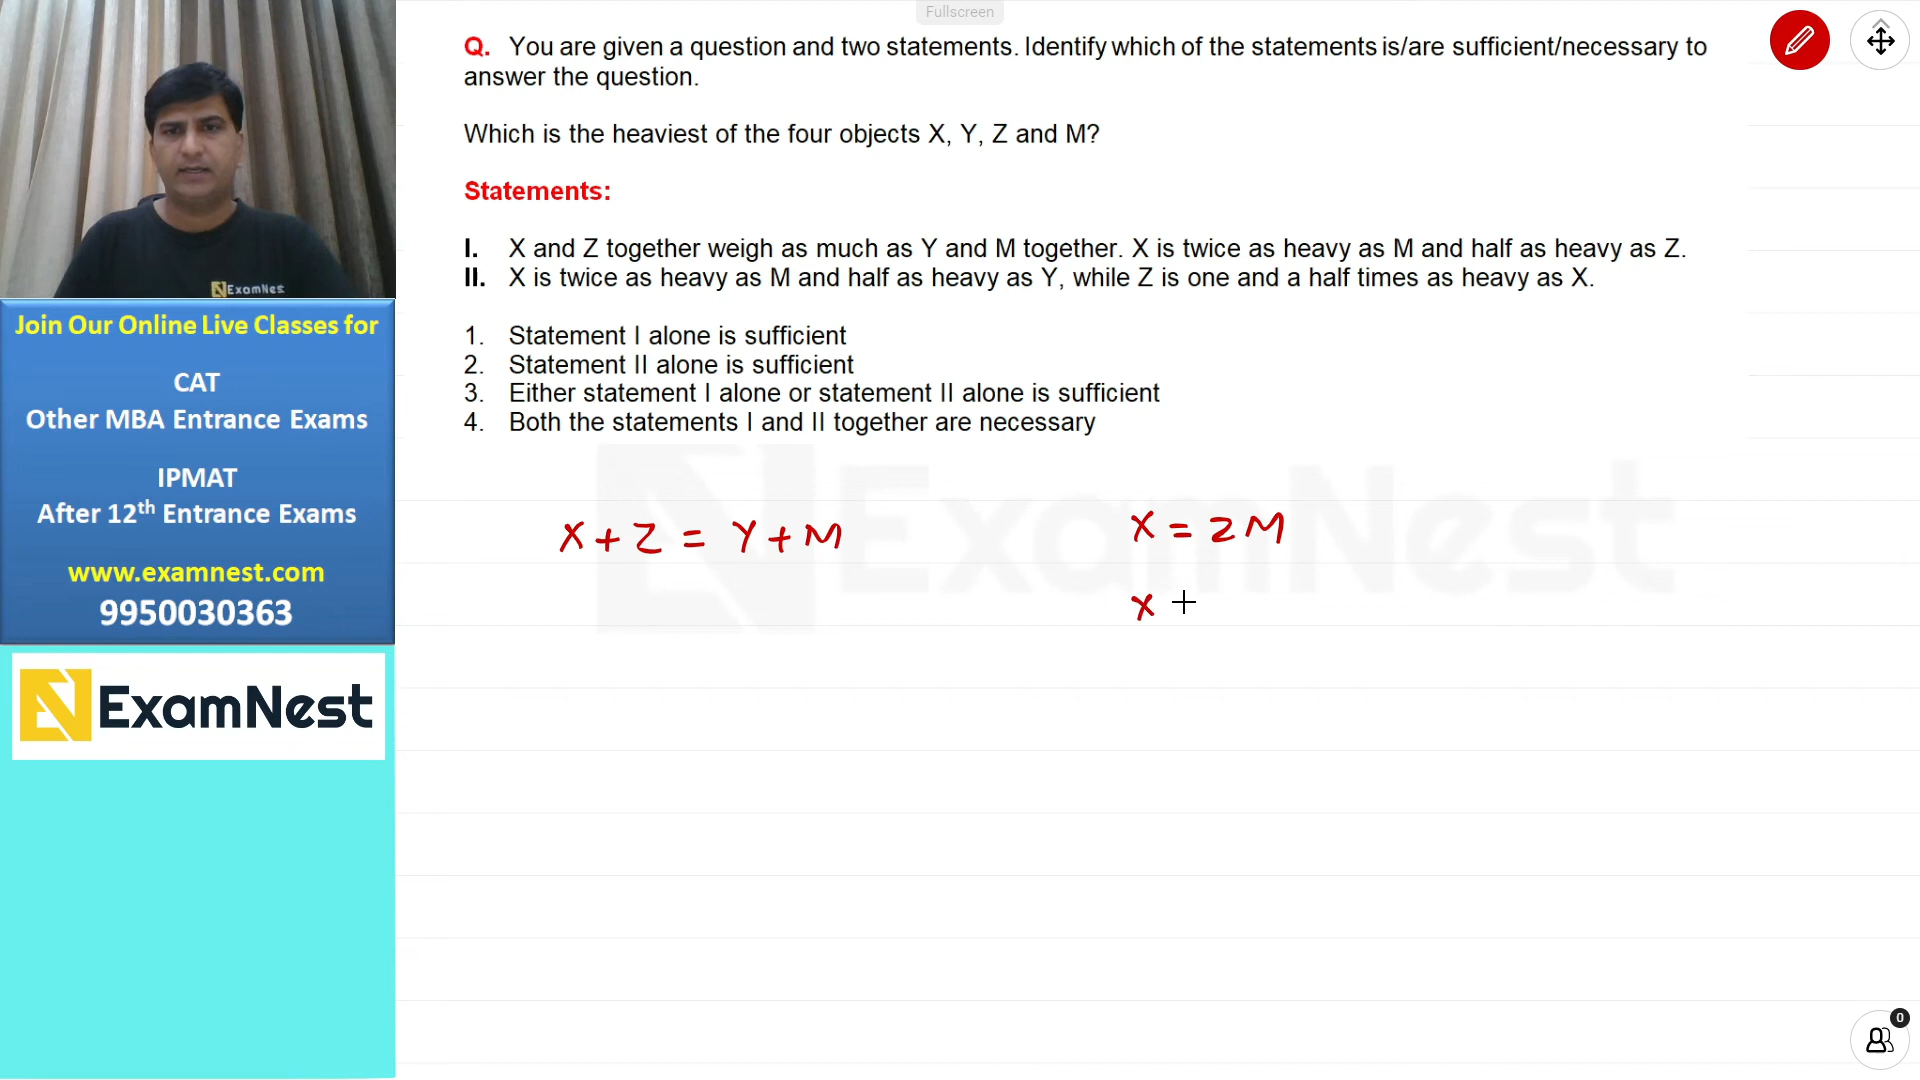 Fullscreen
Q. You are given a question and two statements. Identify which of the statements is/are sufficient/necessary to
answer the question.
Which is the heaviest of the four objects X, Y, Z and M?
Statements:
I. X and Z together weigh as much as Y and M together. X is twice as heavy as M and half as heavy as Z.
II. X is twice as heavy as M and half as heavy as Y, while Z is one and a half times as heavy as X.
1. Statement I alone is sufficient
2. Statement II alone is sufficient
3. Either statement I alone or statement II alone is sufficient
4. Both the statements I and II together are necessary
X + Z = Y + M
X = 2M
X
ExamNest
ExamNest
Join Our Online Live Classes for
CAT
Other MBA Entrance Exams
IPMAT
After 12th Entrance Exams
www.examnest.com
9950030363
ExamNest
0